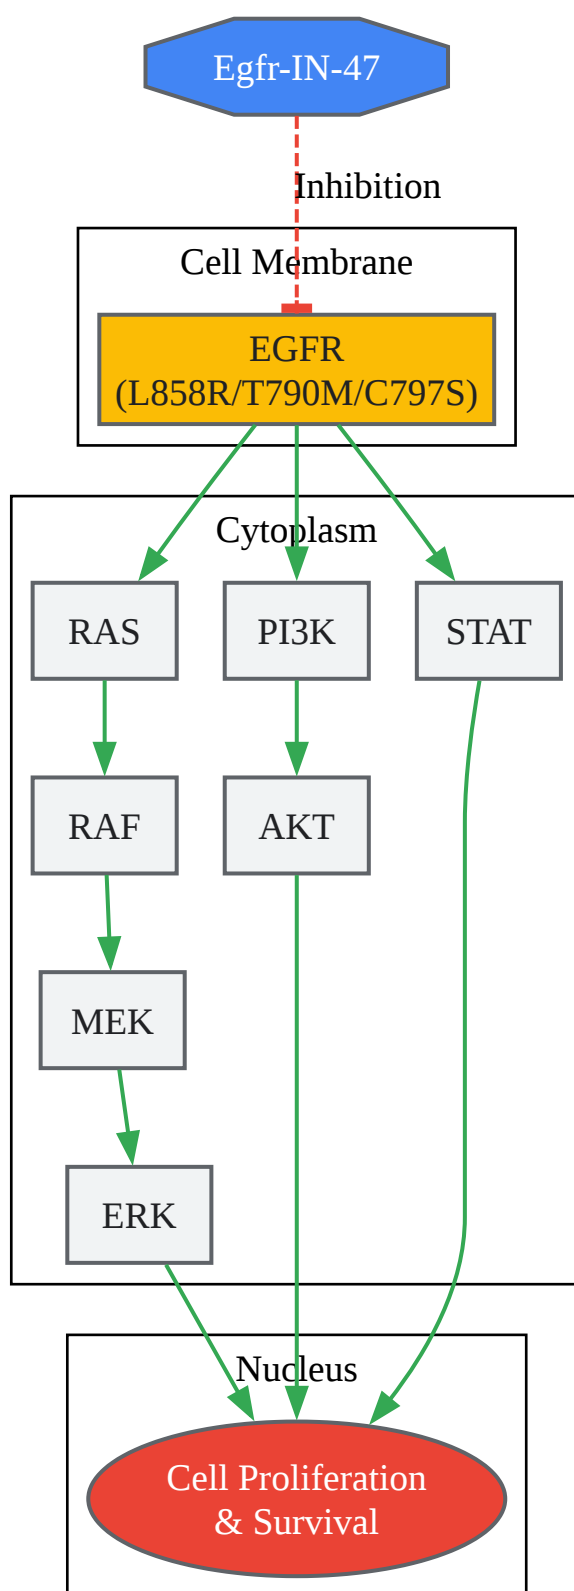 Egfr-IN-47
Inhibition
Cell Membrane
EGFR
(L858R/T790M/C797S)
Cytoplasm
RAS
PI3K
STAT
RAF
AKT
MEK
ERK
Nucleus
Cell Proliferation
& Survival